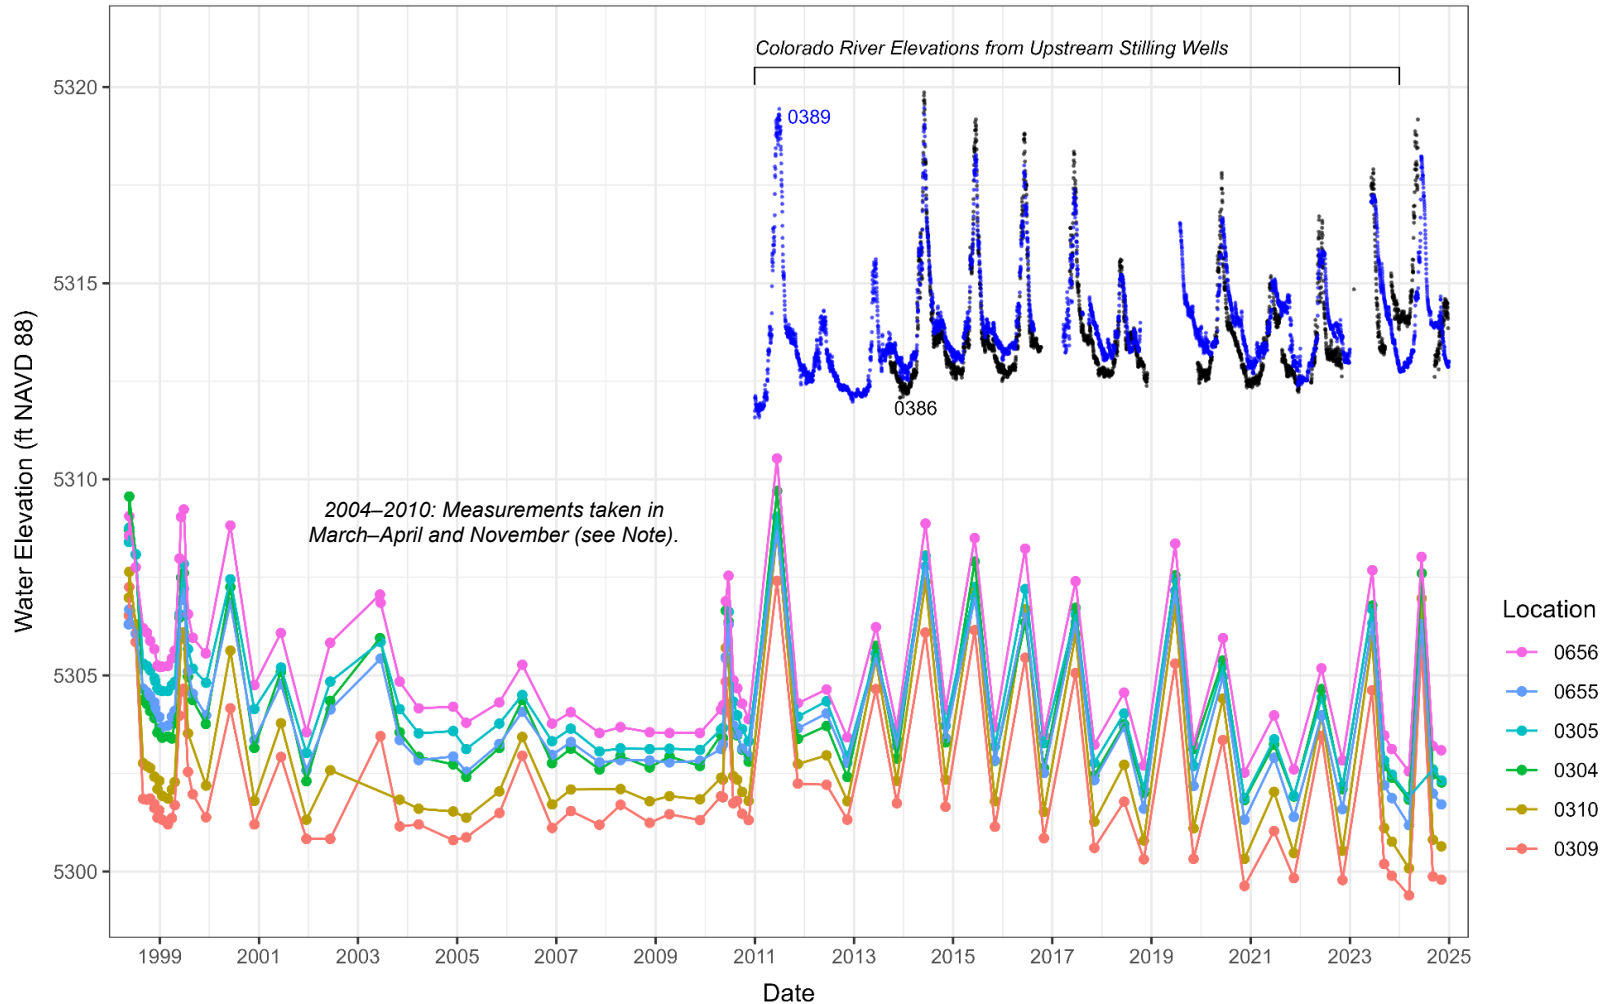 Colorado River Elevations from Upstream Stilling Wells
5320
0389
5315
0386
5310
2004–2010: Measurements taken in
March–April and November (see Note).
5305
5300
Water Elevation (ft NAVD 88)
1999 2001 2003 2005 2007 2009 2011 2013 2015 2017 2019 2021 2023 2025
Date
Location
0656
0655
0305
0304
0310
0309